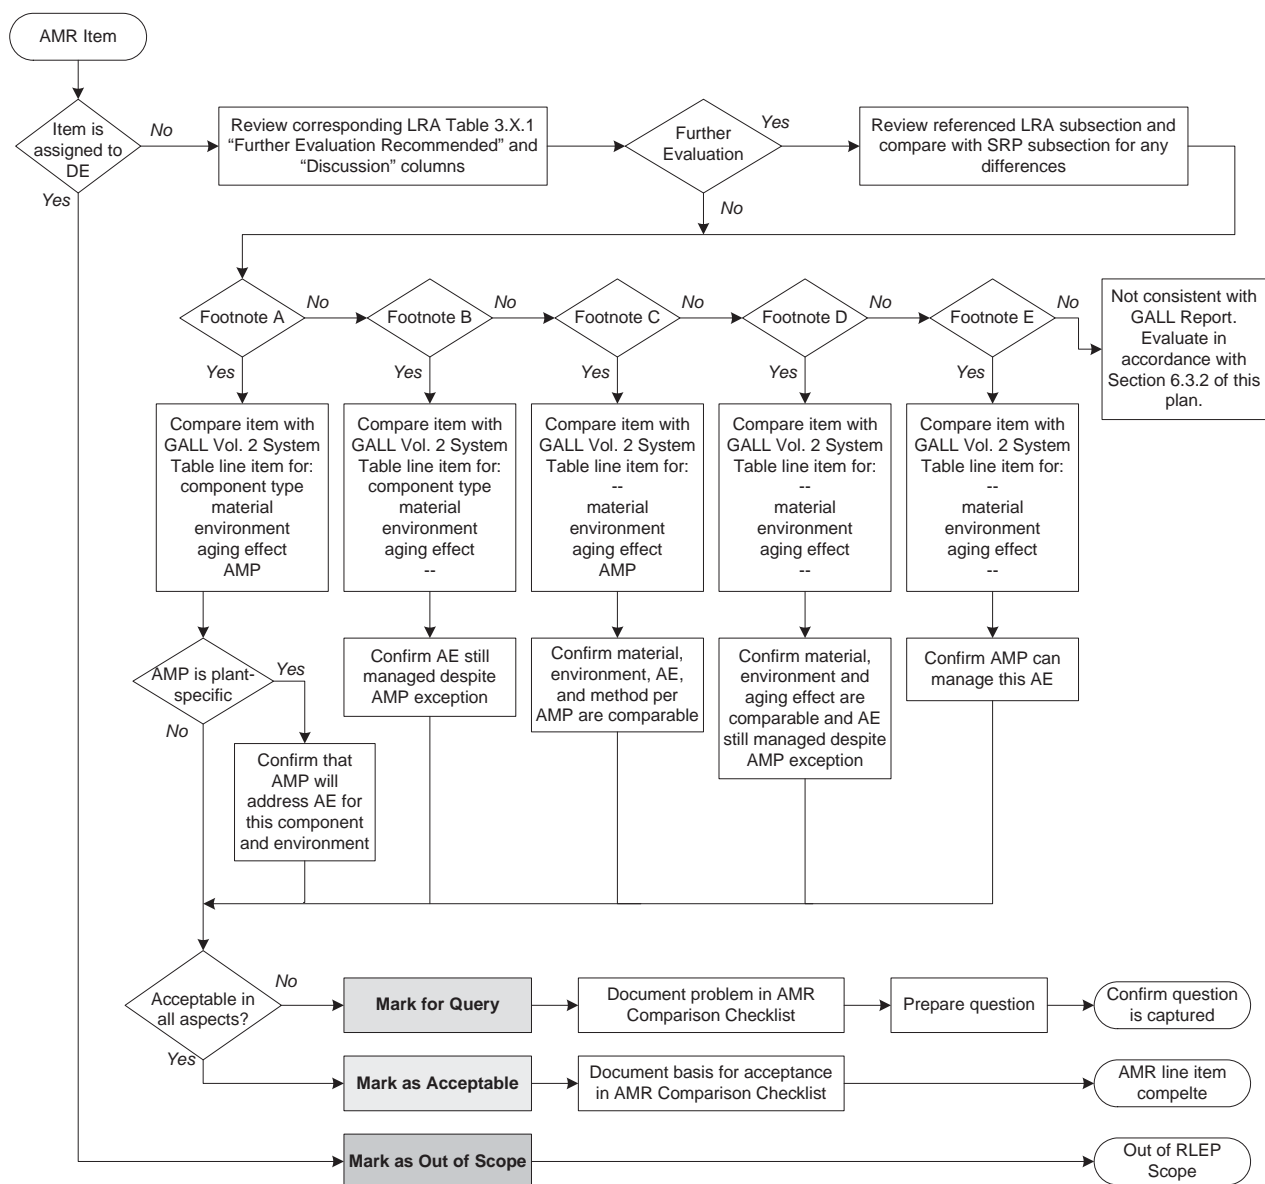 AMR Item
Item is
assigned to
DE
No
Yes
Review corresponding LRA Table 3.X.1
“Further Evaluation Recommended” and
“Discussion” columns
Further
Evaluation
Yes
No
Review referenced LRA subsection and
compare with SRP subsection for any
differences
Footnote A
No
Yes
Footnote B
No
Yes
Footnote C
No
Yes
Footnote D
No
Yes
Footnote E
No
Yes
Not consistent with
GALL Report.
Evaluate in
accordance with
Section 6.3.2 of this
plan.
Compare item with
GALL Vol. 2 System
Table line item for:
component type
material
environment
aging effect
AMP
Compare item with
GALL Vol. 2 System
Table line item for:
component type
material
environment
aging effect
--
Compare item with
GALL Vol. 2 System
Table line item for:
--
material
environment
aging effect
AMP
Compare item with
GALL Vol. 2 System
Table line item for:
--
material
environment
aging effect
--
Compare item with
GALL Vol. 2 System
Table line item for:
--
material
environment
aging effect
--
AMP is plant-
specific
Yes
No
Confirm that
AMP will
address AE for
this component
and environment
Confirm AE still
managed despite
AMP exception
Confirm material,
environment, AE,
and method per
AMP are comparable
Confirm material,
environment and
aging effect are
comparable and AE
still managed despite
AMP exception
Confirm AMP can
manage this AE
Acceptable in
all aspects?
No
Yes
Mark for Query
Document problem in AMR
Comparison Checklist
Prepare question
Confirm question
is captured
Mark as Acceptable
Document basis for acceptance
in AMR Comparison Checklist
AMR line item
compelte
Mark as Out of Scope
Out of RLEP
Scope